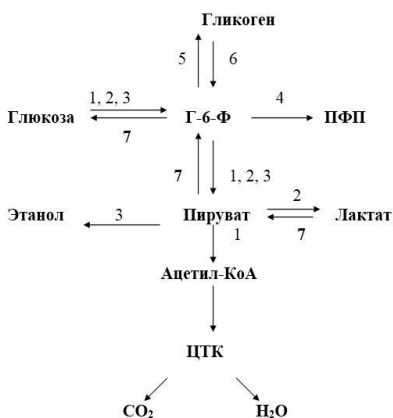 Гликоген
5 6
1, 2, 3 4
Глюкоза Г-6-Ф ПФП
7
7 1, 2, 3
3 2
Этанол Пируват Лактат
1 7
Ацетил-КоА
ЦТК
CO₂ H₂O